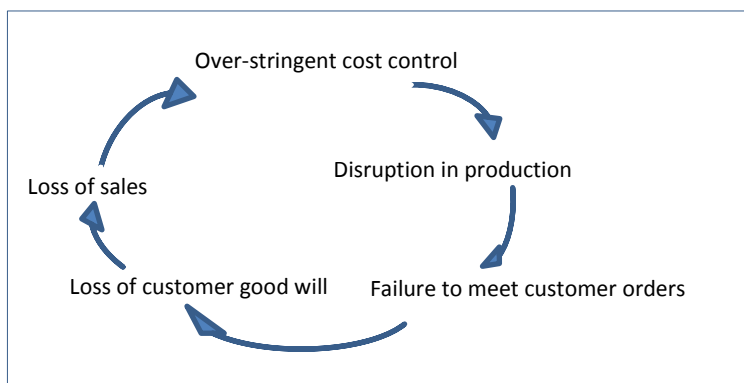 Over-stringent cost control
Disruption in production
Loss of sales
Loss of customer good will
Failure to meet customer orders